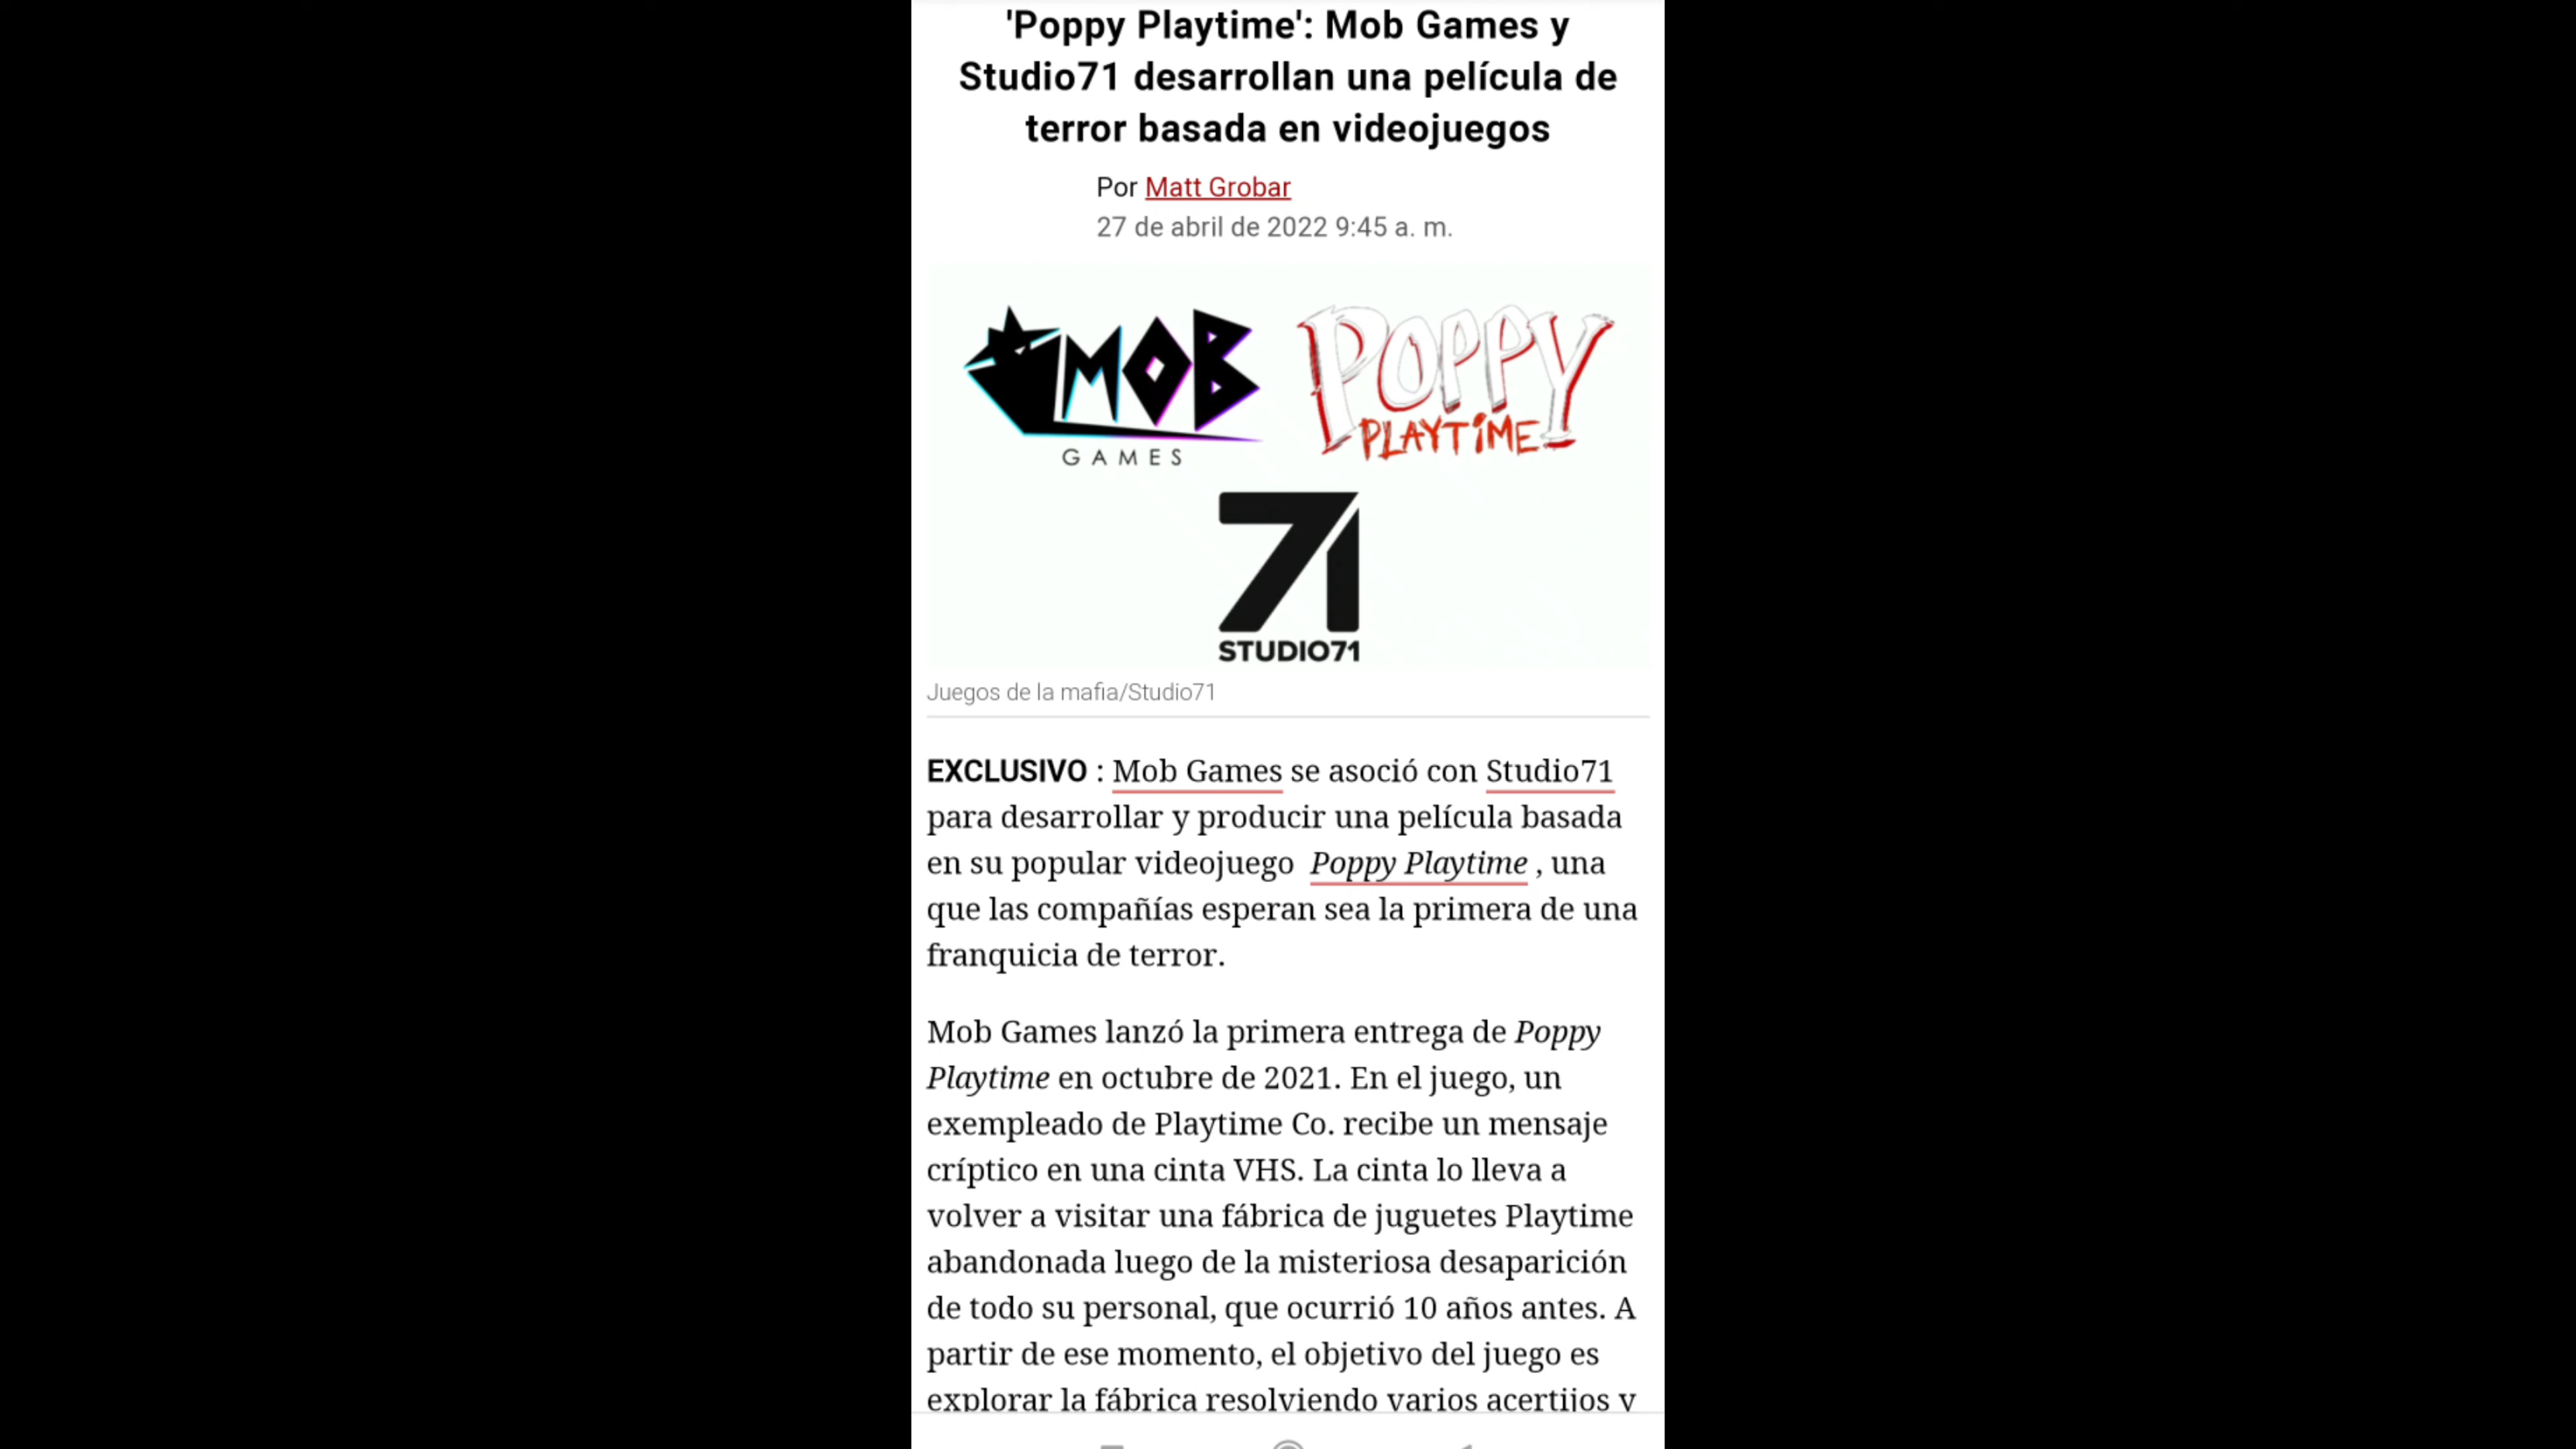 'Poppy Playtime': Mob Games y
Studio71 desarrollan una película de
terror basada en videojuegos
Por Matt Grobar
27 de abril de 2022 9:45 a. m.
MOB
GAMES
POPPY
PLAYTIME
71
STUDIO71
Juegos de la mafia/Studio71
EXCLUSIVO : Mob Games se asoció con Studio71
para desarrollar y producir una película basada
en su popular videojuego Poppy Playtime , una
que las compañías esperan sea la primera de una
franquicia de terror.
Mob Games lanzó la primera entrega de Poppy
Playtime en octubre de 2021. En el juego, un
exempleado de Playtime Co. recibe un mensaje
críptico en una cinta VHS. La cinta lo lleva a
volver a visitar una fábrica de juguetes Playtime
abandonada luego de la misteriosa desaparición
de todo su personal, que ocurrió 10 años antes. A
partir de ese momento, el objetivo del juego es
explorar la fábrica resolviendo varios acertijos y